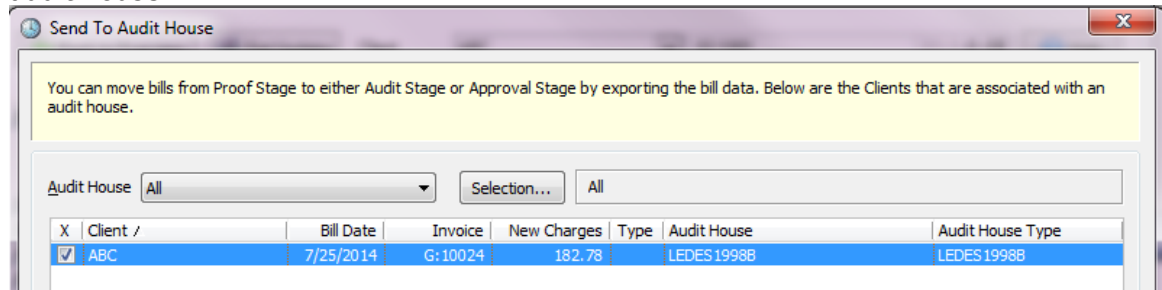 Send To Audit House
X
You can move bills from Proof Stage to either Audit Stage or Approval Stage by exporting the bill data. Below are the Clients that are associated with an
audit house.
Audit House All Selection... All
X Client / Bill Date Invoice New Charges Type Audit House Audit House Type
ABC 7/25/2014 G:10024 182.78 LEDES1998B LEDES1998B